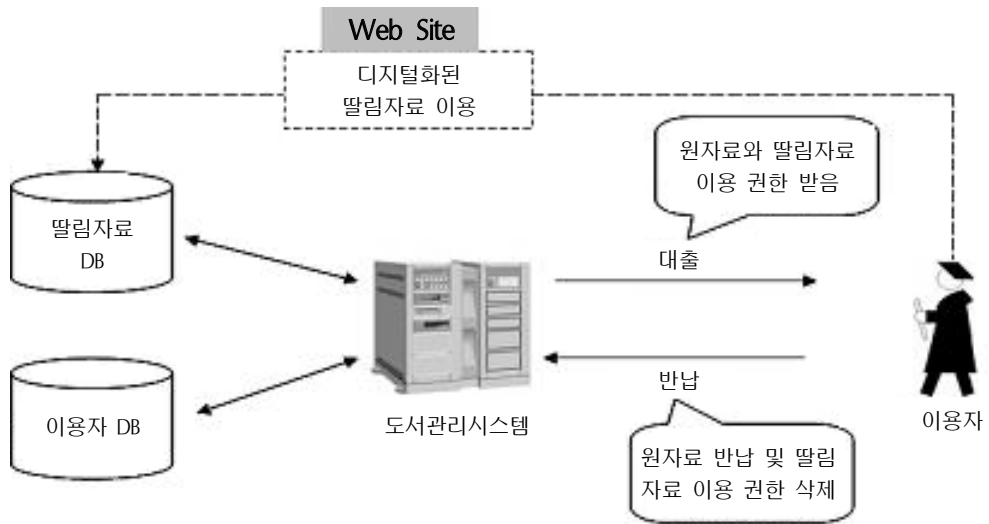 Web Site
디지털화된
딸림자료 이용
원자료와 딸림자료
이용 권한 받음
딸림자료
DB
대출
이용자 DB
반납
도서관리시스템
이용자
원자료 반납 및 딸림
자료 이용 권한 삭제